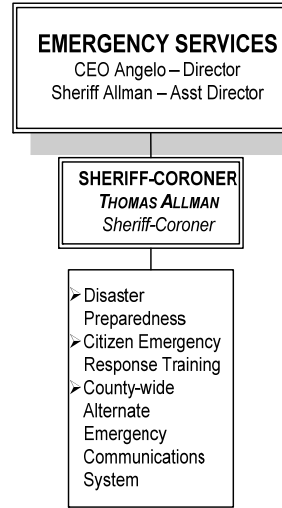 EMERGENCY SERVICES
CEO Angelo – Director
Sheriff Allman – Asst Director
SHERIFF-CORONER
THOMAS ALLMAN
Sheriff-Coroner
➢ Disaster
Preparedness
➢ Citizen Emergency
Response Training
➢ County-wide
Alternate
Emergency
Communications
System